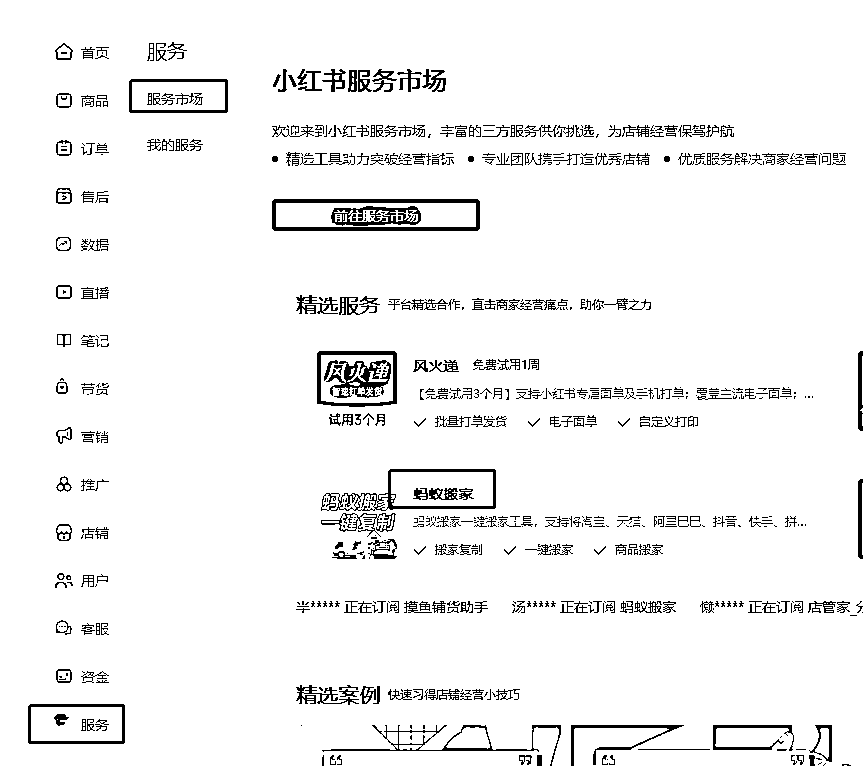 首页
商品
订单
售后
数据
直播
笔记
带货
营销
推广
店铺
用户
客服
资金
服务
服务
服务市场
我的服务
小红书服务市场
欢迎来到小红书服务市场，丰富的三方服务供你挑选，为店铺经营保驾护航
• 精选工具助力突破经营指标 • 专业团队携手打造优秀店铺 • 优质服务解决商家经营问题
前往服务市场
精选服务 平台精选合作，直击商家经营痛点，助你一臂之力
风火递
试用3个月
风火递 免费试用1周
【免费试用3个月】支持小红书专属面单及手机打单；覆盖主流电子面单；...
批量打单发货 电子面单 自定义打印
蚂蚁搬家
一键复制
蚂蚁搬家
蚂蚁搬家一键搬家工具，支持将淘宝、天猫、阿里巴巴、抖音、快手、拼...
搬家复制 一键搬家 商品搬家
半***** 正在订阅 摸鱼铺货助手 汤***** 正在订阅 蚂蚁搬家 懒***** 正在订阅 店管家_
精选案例 快速习得店铺经营小技巧